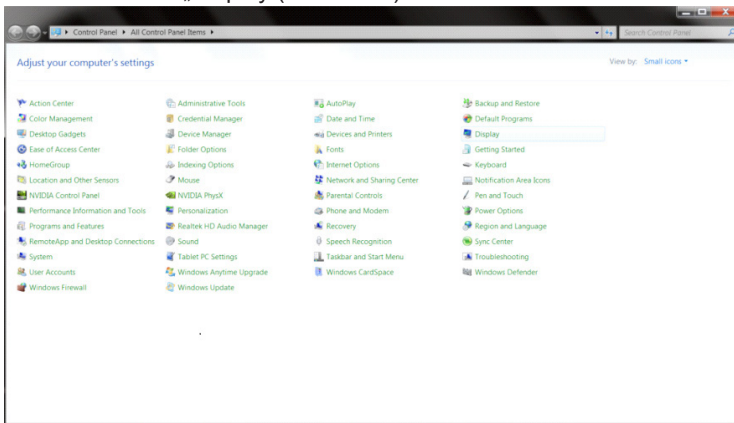 Control Panel ▸ All Control Panel Items ▸
Search Control Panel
Adjust your computer's settings
View by: Small icons
Action Center
Administrative Tools
AutoPlay
Backup and Restore
Color Management
Credential Manager
Date and Time
Default Programs
Desktop Gadgets
Device Manager
Devices and Printers
Display
Ease of Access Center
Folder Options
Fonts
Getting Started
HomeGroup
Indexing Options
Internet Options
Keyboard
Location and Other Sensors
Mouse
Network and Sharing Center
Notification Area Icons
NVIDIA Control Panel
NVIDIA PhysX
Parental Controls
Pen and Touch
Performance Information and Tools
Personalization
Phone and Modem
Power Options
Programs and Features
Realtek HD Audio Manager
Recovery
Region and Language
RemoteApp and Desktop Connections
Sound
Speech Recognition
Sync Center
System
Tablet PC Settings
Taskbar and Start Menu
Troubleshooting
User Accounts
Windows Anytime Upgrade
Windows CardSpace
Windows Defender
Windows Firewall
Windows Update